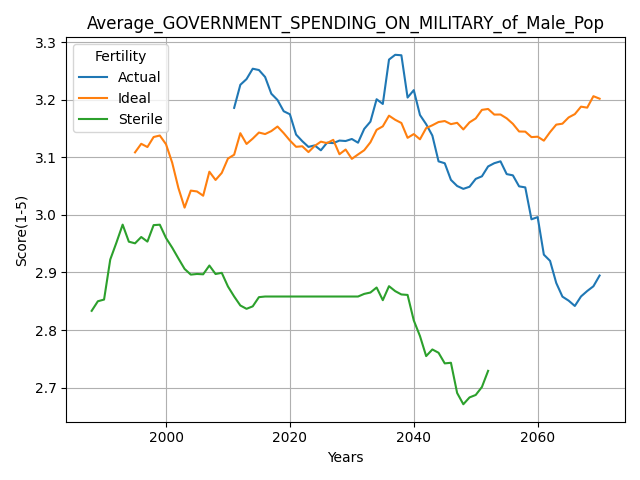 Average_GOVERNMENT_SPENDING_ON_MILITARY_of_Male_Pop
Fertility
Actual
Ideal
Sterile
3.3
3.2
3.1
3.0
2.9
2.8
2.7
Score(1-5)
2000
2020
2040
2060
Years